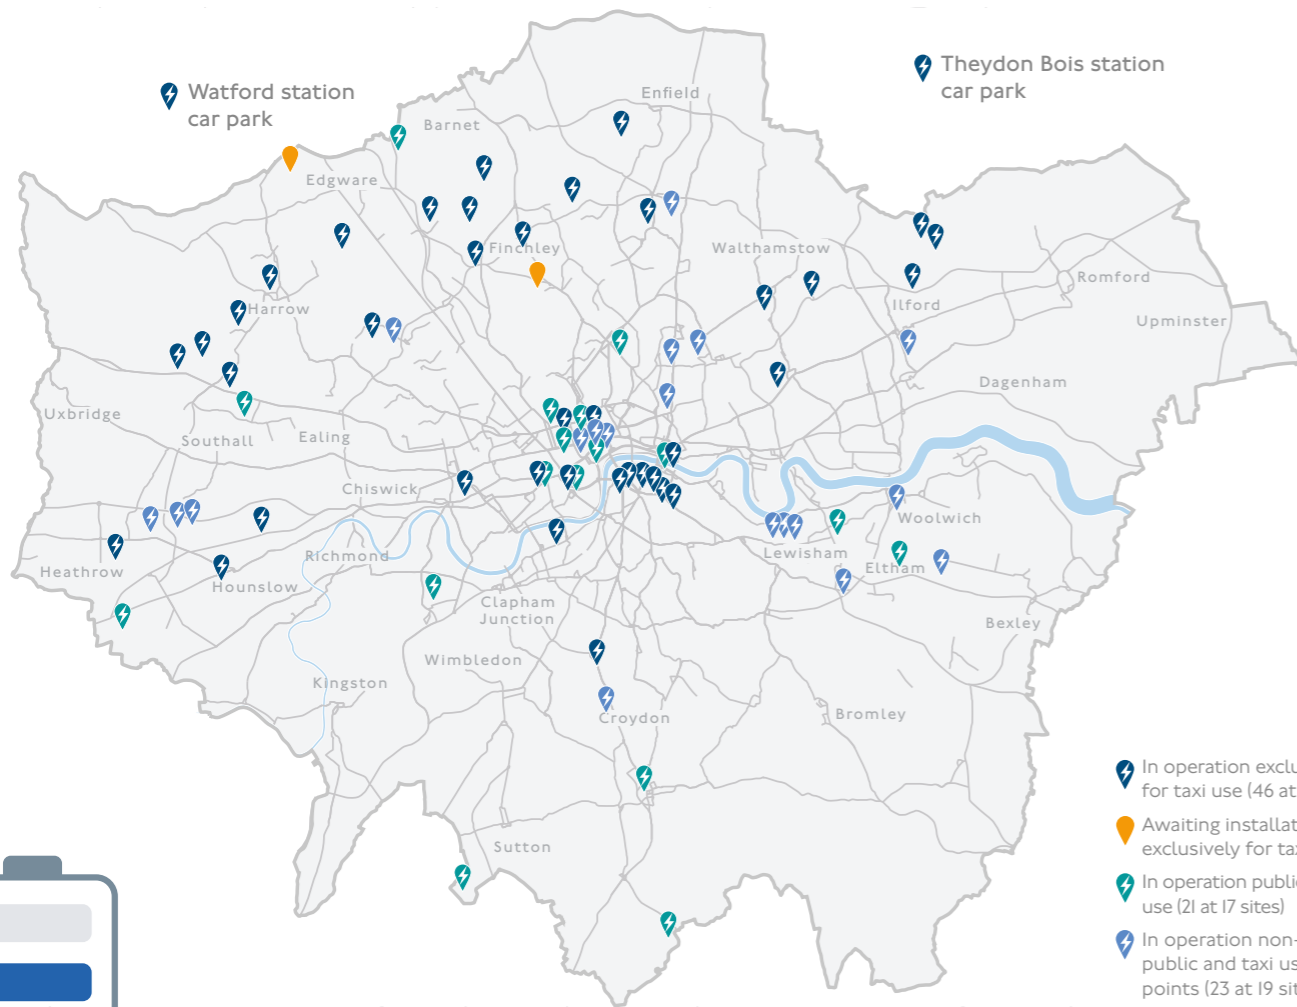 Watford station
car park
Theydon Bois station
car park
Enfield
Barnet
Edgware
Finchley
Walthamstow
Romford
Ilford
Harrow
Upminster
Dagenham
Uxbridge
Southall
Ealing
Chiswick
Woolwich
Richmond
Lewisham
Heathrow
Eltham
Hounslow
Clapham
Junction
Bexley
Wimbledon
Kingston
Croydon
Bromley
Sutton
In operation exclu
for taxi use (46 at
Awaiting installat
exclusively for tax
In operation public
use (21 at 17 sites)
In operation non-
public and taxi us
points (23 at 19 sit